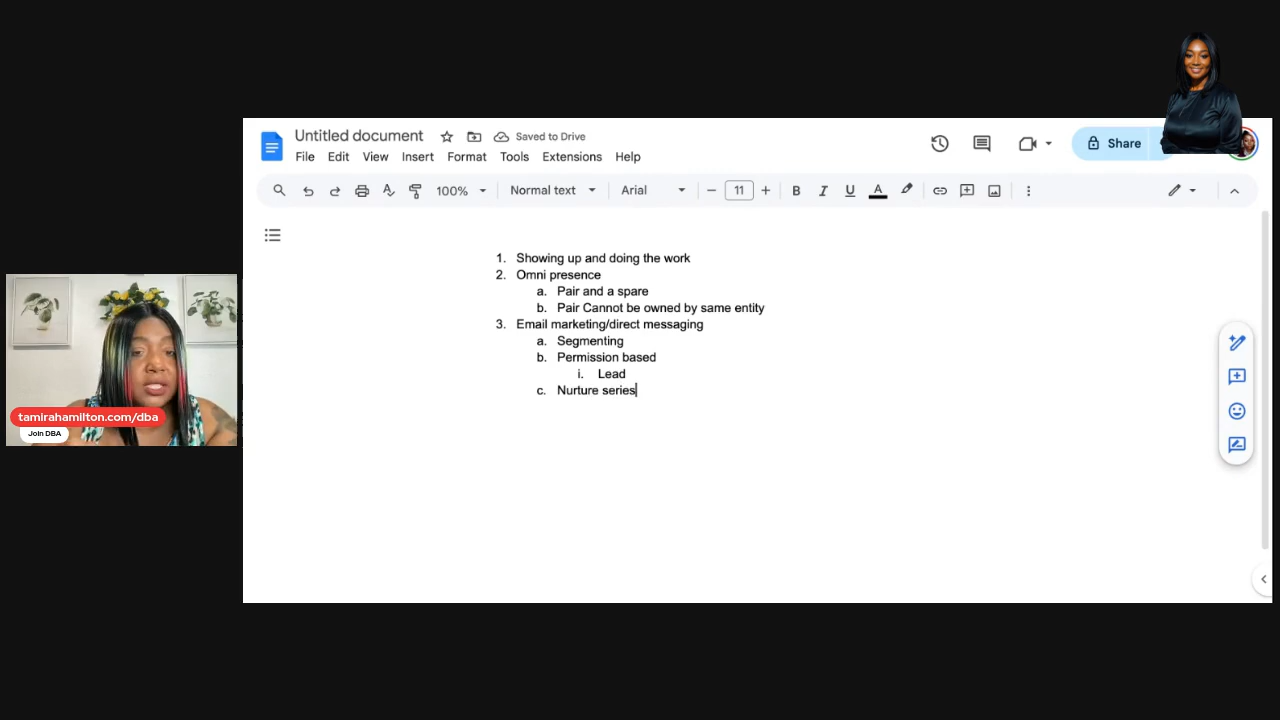 Untitled document
Saved to Drive
File Edit View Insert Format Tools Extensions Help
Share
100% Normal text Arial 11 B I U A
1. Showing up and doing the work
2. Omni presence
a. Pair and a spare
b. Pair Cannot be owned by same entity
3. Email marketing/direct messaging
a. Segmenting
b. Permission based
i. Lead
c. Nurture series
tamirahamilton.com/dba
Join DBA